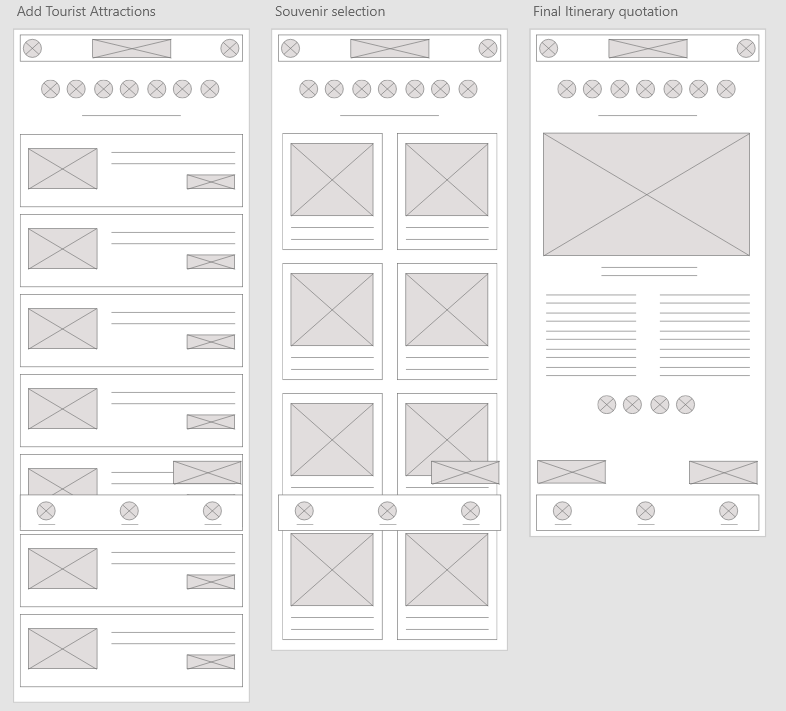 Add Tourist Attractions
Souvenir selection
Final Itinerary quotation